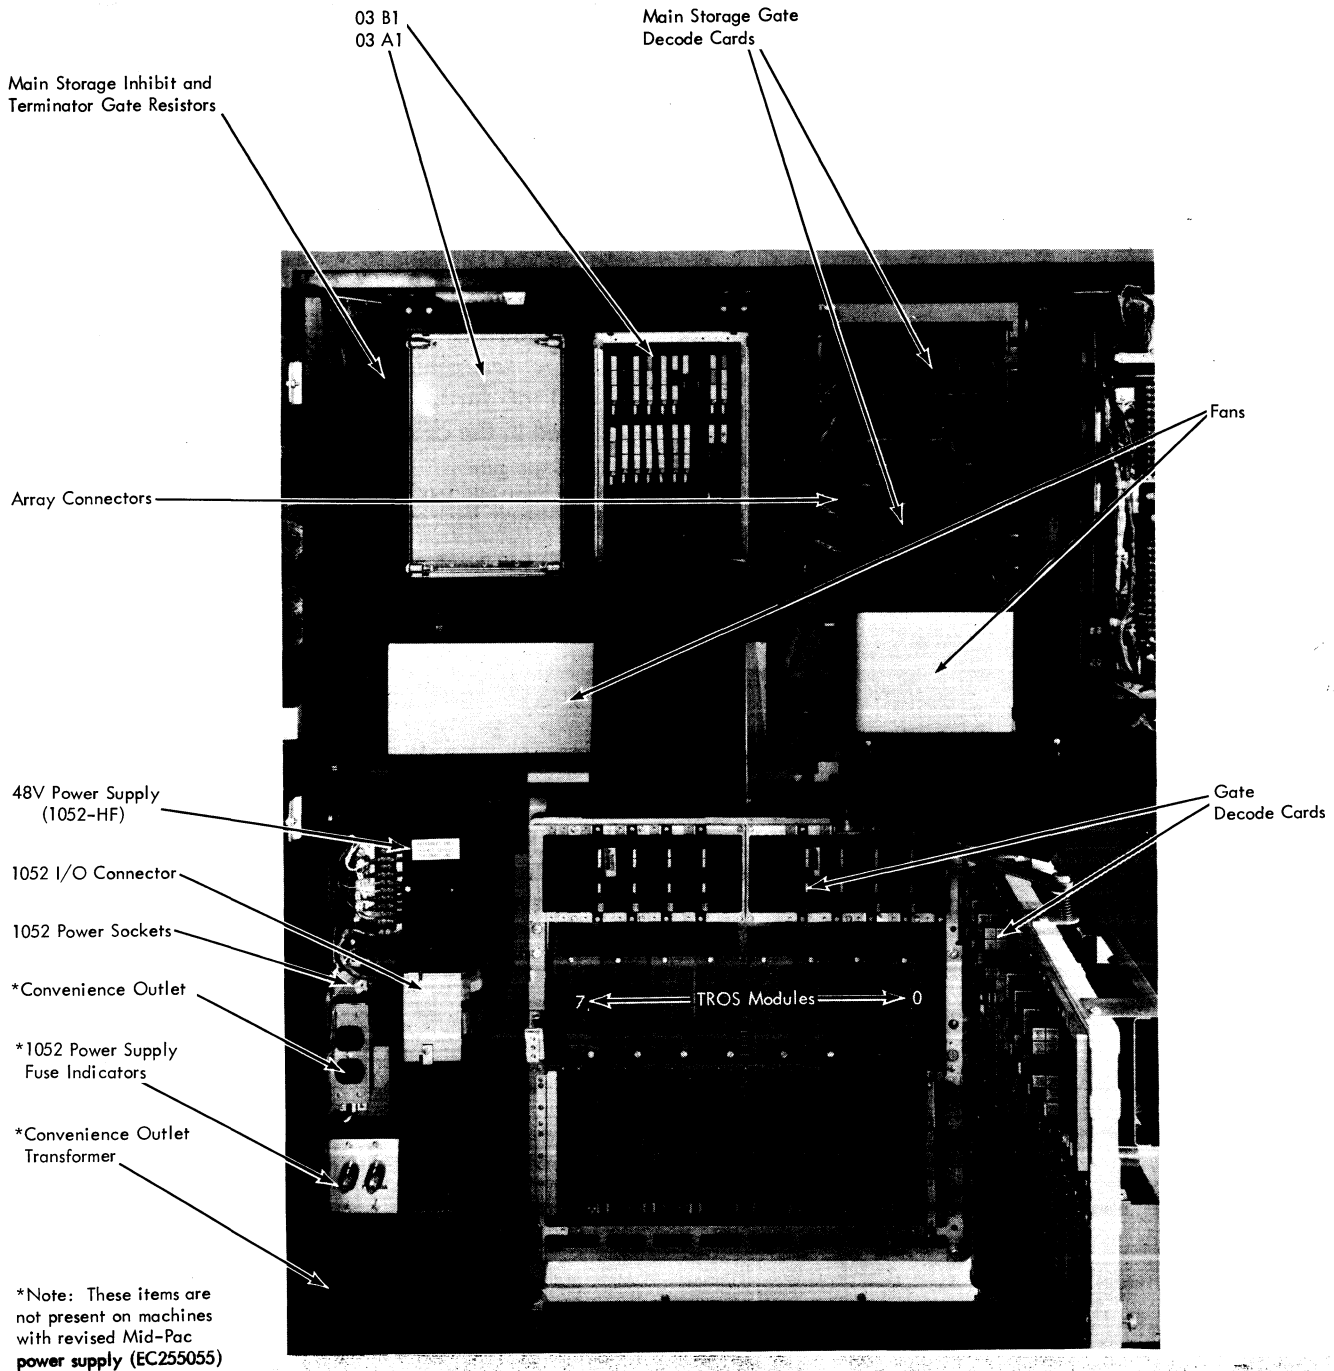 03 B1
03 A1
Main Storage Gate
Decode Cards
Main Storage Inhibit and
Terminator Gate Resistors
Fans
Array Connectors
48V Power Supply
(1052-HF)
Gate
Decode Cards
1052 I/O Connector
1052 Power Sockets
*Convenience Outlet
7 TROS Modules 0
*1052 Power Supply
Fuse Indicators
*Convenience Outlet
Transformer
*Note: These items are
not present on machines
with revised Mid-Pac
power supply (EC255055)